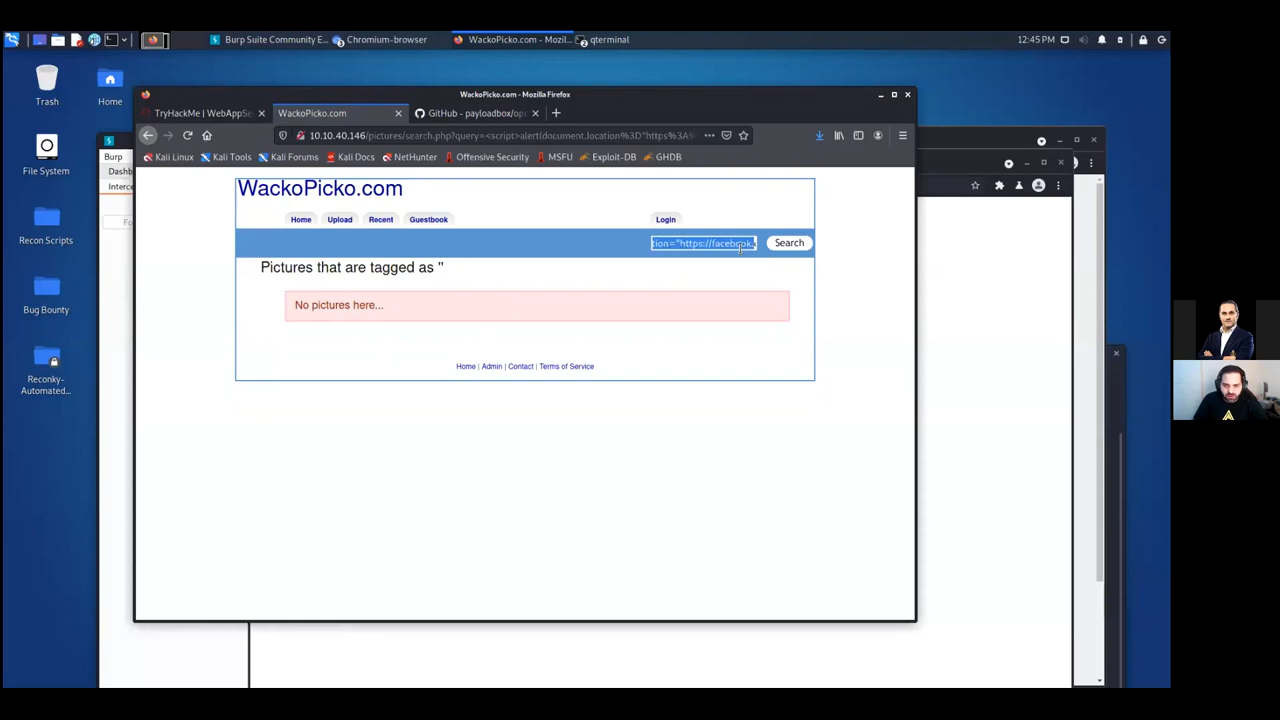 Burp Suite Community E...
Chromium-browser
WackoPicko.com - Mozil...
qterminal
12:45 PM
Trash
Home
File System
Recon Scripts
Bug Bounty
Reconky-
Automated...
Burp
Dashb
Interce
Fo
WackoPicko.com - Mozilla Firefox
TryHackMe | WebAppSe
WackoPicko.com
GitHub - payloadbox/ope
10.10.40.146/pictures/search.php?query=<script>alert(document.location%3D"https%3A%
Kali Linux
Kali Tools
Kali Forums
Kali Docs
NetHunter
Offensive Security
MSFU
Exploit-DB
GHDB
WackoPicko.com
Home
Upload
Recent
Guestbook
Login
tion="https://facebook.
Search
Pictures that are tagged as ''
No pictures here...
Home | Admin | Contact | Terms of Service